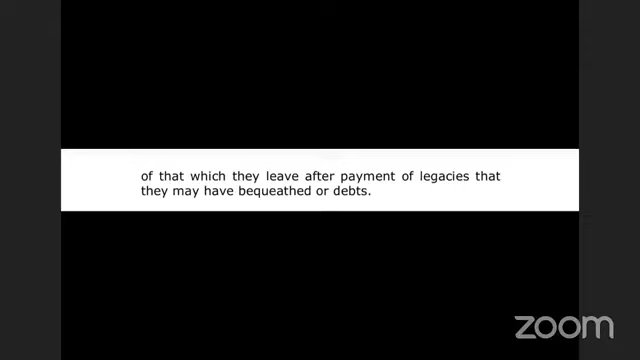 of that which they leave after payment of legacies that
they may have bequeathed or debts.
zoom